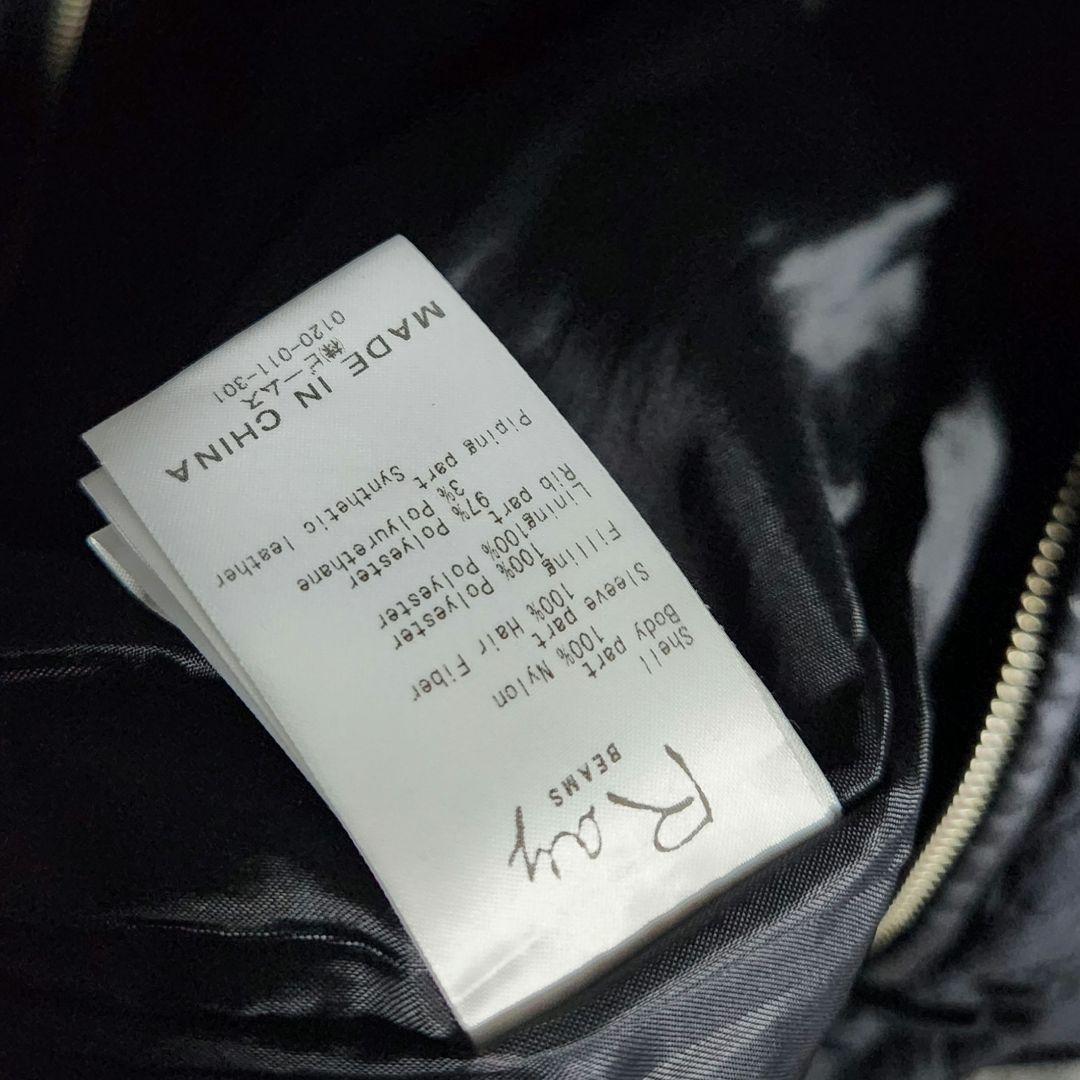 Ray
BEAMS
Shell
Body part
100% Nylon
Sleeve part
100% Hair Fiber
Filling
100% Polyester
Lining100% Polyester
Rib part
97% Polyester
3% Polyurethane
Piping part Synthetic leather
MADE IN CHINA
㈱ビームス
0120-011-301